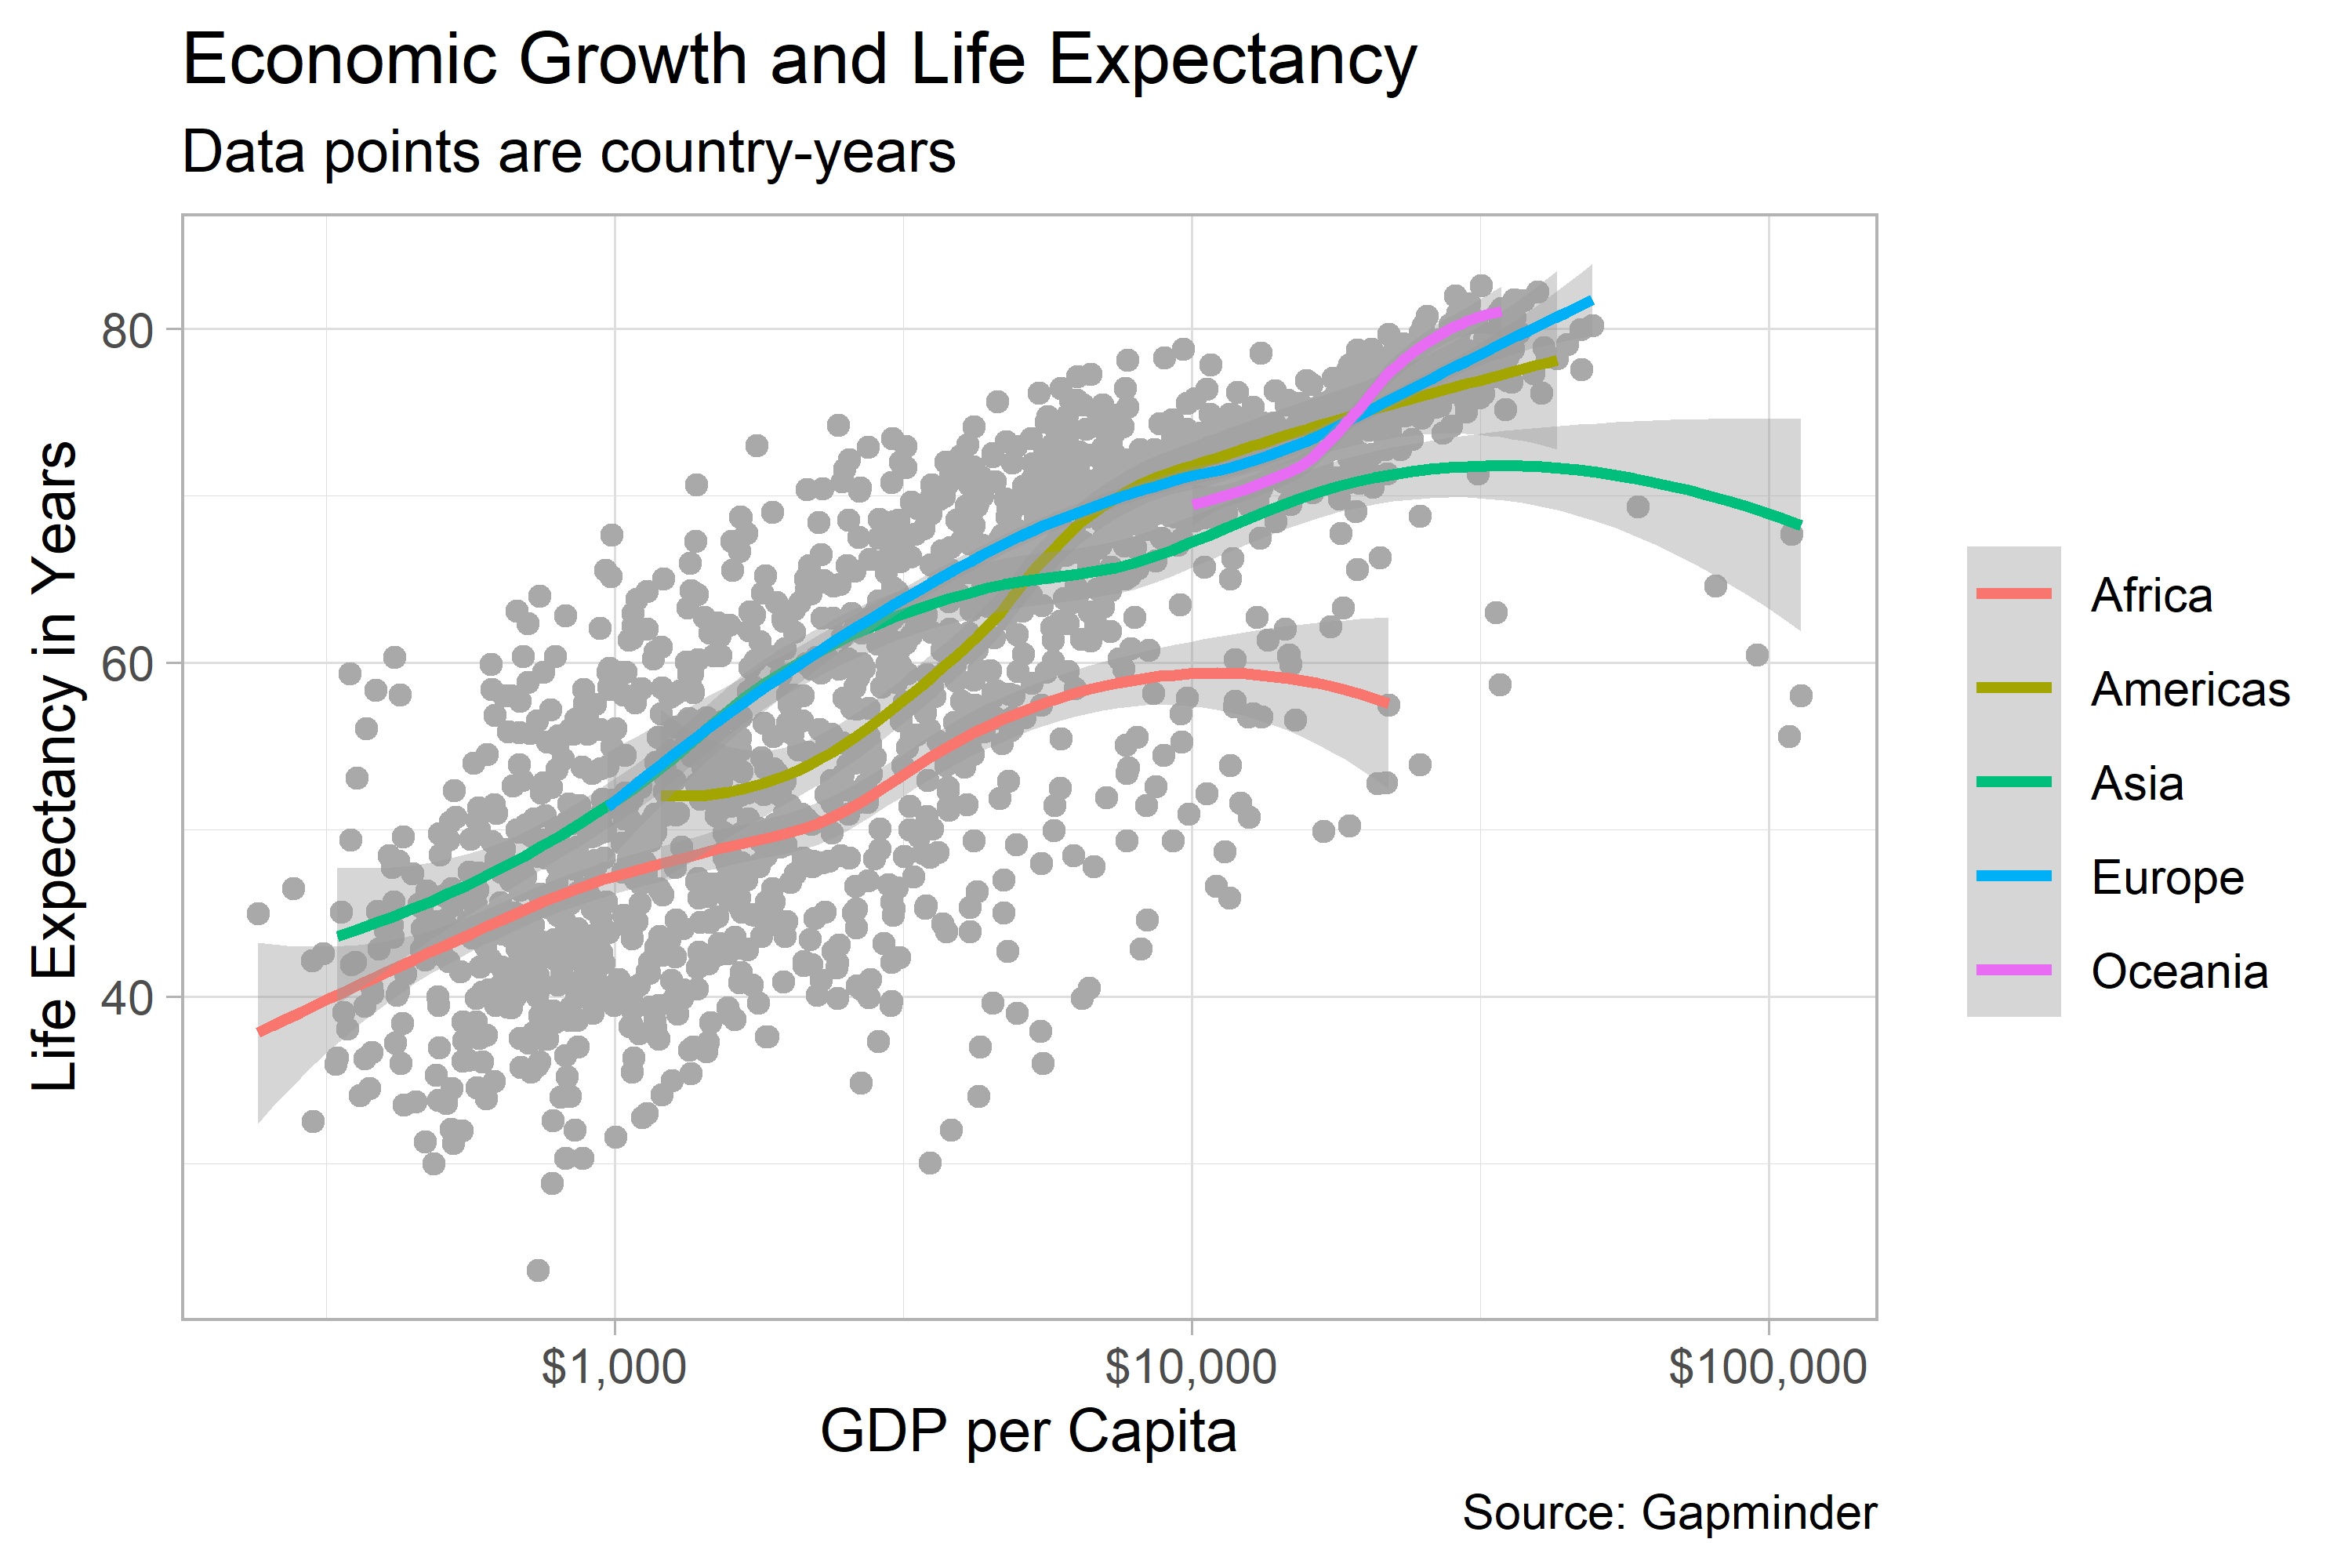 Economic Growth and Life Expectancy
Data points are country-years
Life Expectancy in Years
80
60
40
$1,000
$10,000
$100,000
GDP per Capita
Africa
Americas
Asia
Europe
Oceania
Source: Gapminder